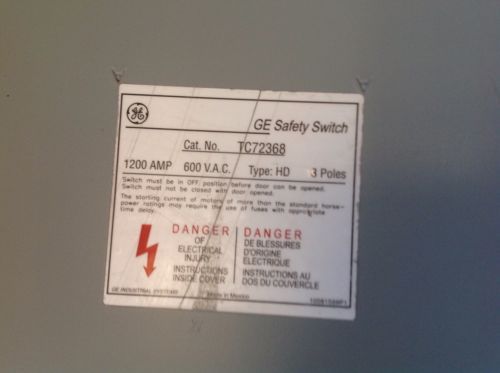 GE
GE Safety Switch
Cat. No. TC72368
1200 AMP 600 V.A.C. Type: HD 3 Poles
Switch must be in OFF position before door can be opened.
Switch must not be closed with door opened.
The starting current of motors of more than the standard horse-
power ratings may require the use of fuses with appropriate
time delay.
DANGER
OF
ELECTRICAL
INJURY
INSTRUCTIONS
INSIDE COVER
DANGER
DE BLESSURES
D'ORIGINE
ELECTRIQUE
INSTRUCTIONS AU
DOS DU COUVERCLE
GE INDUSTRIAL SYSTEMS
Made in Mexico